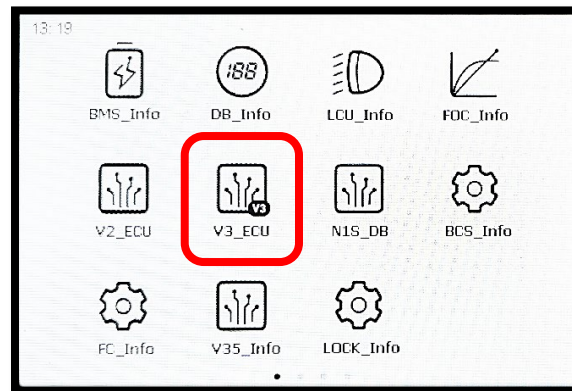 13:19
188
BMS_Info DB_Info LCU_Info FOC_Info
V3
V2_ECU V3_ECU N1S_DB BCS_Info
FC_Info V35_Info LOCK_Info